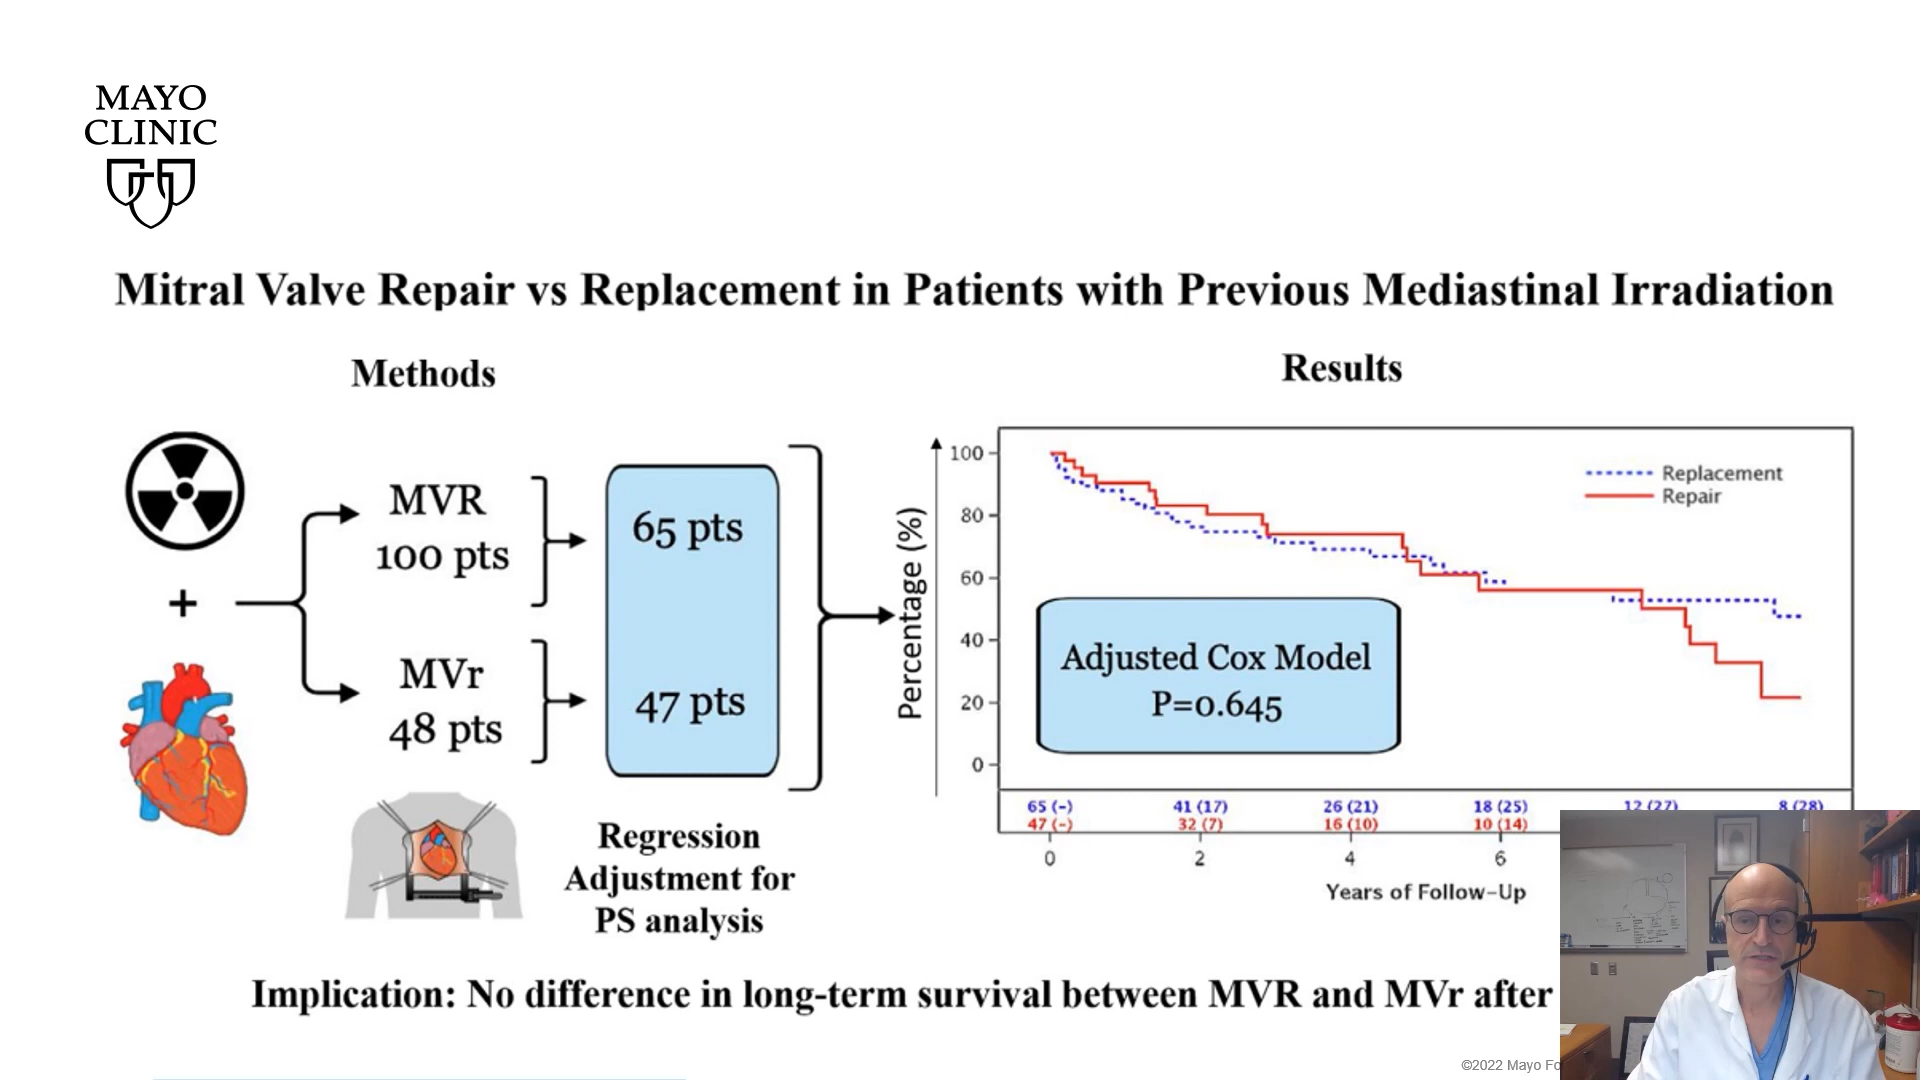 MAYO
CLINIC
Mitral Valve Repair vs Replacement in Patients with Previous Mediastinal Irradiation
Methods
MVR
100 pts
+
MVr
48 pts
65 pts
47 pts
Regression
Adjustment for
PS analysis
Results
Percentage (%)
100
80
60
40
20
0
Replacement
Repair
Adjusted Cox Model
P=0.645
65 (-) 41 (17) 26 (21) 18 (25) 12 (27) 8 (28)
47 (-) 32 (7) 16 (10) 10 (14)
0 2 4 6
Years of Follow-Up
Implication: No difference in long-term survival between MVR and MVr after
©2022 Mayo Fo